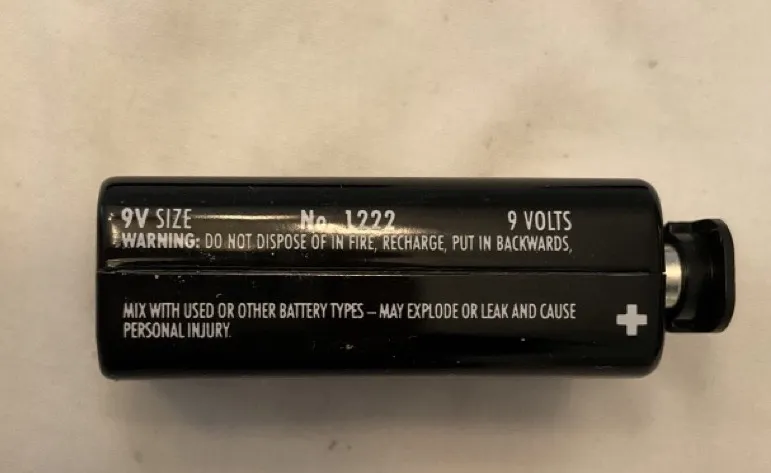 9V SIZE No. 1222 9 VOLTS
WARNING: DO NOT DISPOSE OF IN FIRE, RECHARGE, PUT IN BACKWARDS,
MIX WITH USED OR OTHER BATTERY TYPES – MAY EXPLODE OR LEAK AND CAUSE
PERSONAL INJURY.
+